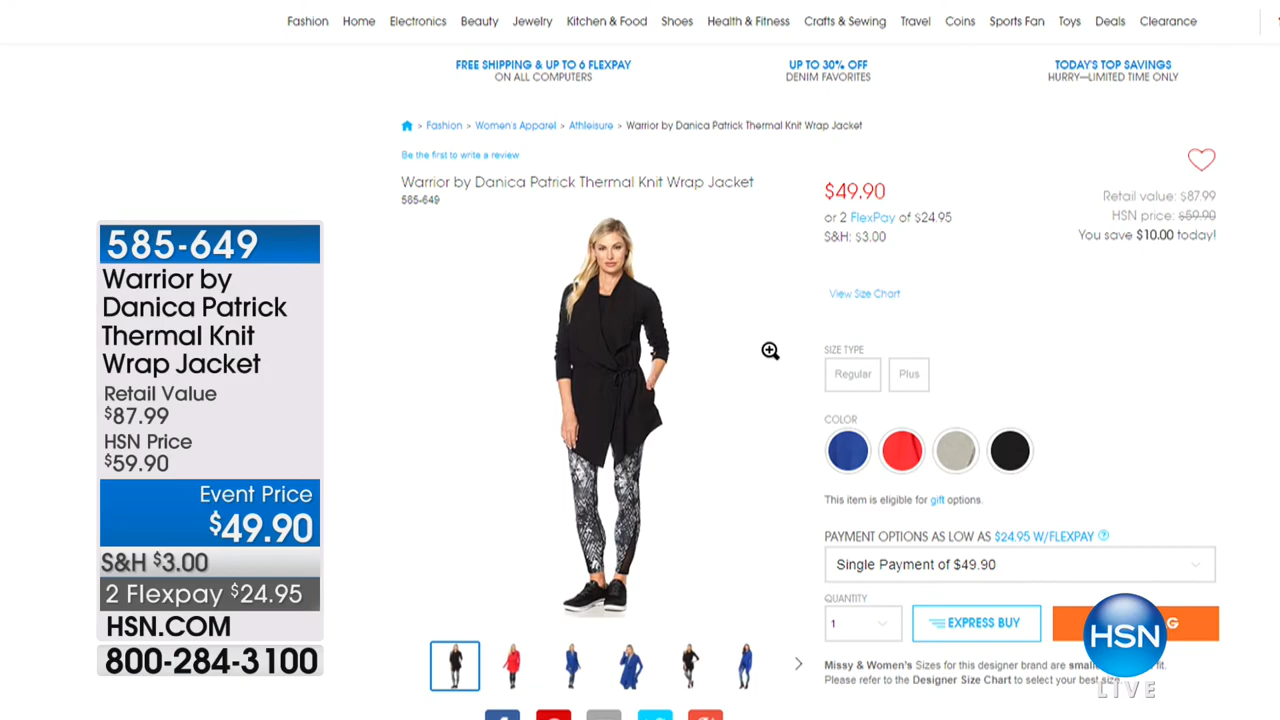 Fashion Home Electronics Beauty Jewelry Kitchen & Food Shoes Health & Fitness Crafts & Sewing Travel Coins Sports Fan Toys Deals Clearance
FREE SHIPPING & UP TO 6 FLEXPAY
ON ALL COMPUTERS
UP TO 30% OFF
DENIM FAVORITES
TODAY'S TOP SAVINGS
HURRY—LIMITED TIME ONLY
> Fashion > Women's Apparel > Athleisure > Warrior by Danica Patrick Thermal Knit Wrap Jacket
Be the first to write a review
Warrior by Danica Patrick Thermal Knit Wrap Jacket
585-649
$49.90
or 2 FlexPay of $24.95
S&H: $3.00
Retail value: $87.99
HSN price: $59.90
You save $10.00 today!
View Size Chart
SIZE TYPE
Regular Plus
COLOR
This item is eligible for gift options.
PAYMENT OPTIONS AS LOW AS $24.95 W/FLEXPAY ?
Single Payment of $49.90
QUANTITY
1
EXPRESS BUY
G
Missy & Women's Sizes for this designer brand are fit.
Please refer to the Designer Size Chart to select your best
585-649
Warrior by
Danica Patrick
Thermal Knit
Wrap Jacket
Retail Value
$87.99
HSN Price
$59.90
Event Price
$49.90
S&H $3.00
2 Flexpay $24.95
HSN.COM
800-284-3100
HSN
LIVE